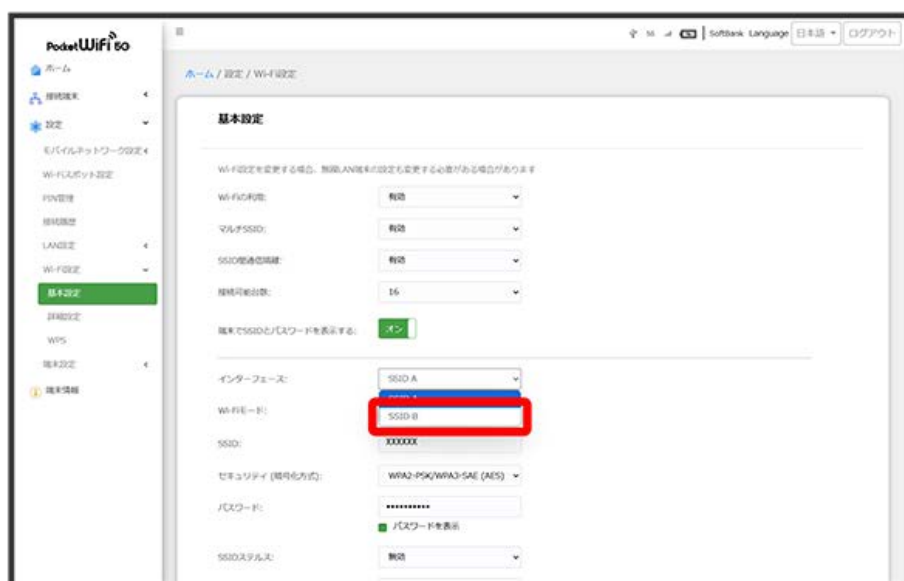 PocketWiFi 5G
SoftBank Language 日本語 ログアウト
ホーム
ホーム / 設定 / Wi-Fi設定
接続端末
設定
モバイルネットワーク設定
Wi-Fiスポット設定
PIN管理
接続履歴
LAN設定
Wi-Fi設定
基本設定
詳細設定
WPS
端末設定
端末情報
基本設定
Wi-Fi設定を変更する場合、無線LAN端末の設定も変更する必要がある場合があります
Wi-Fiの利用: 有効
マルチSSID: 有効
SSID間通信隔離: 有効
接続可能台数: 16
端末でSSIDとパスワードを表示する: オン
インターフェース: SSID A
SSID A
Wi-Fiモード: SSID B
SSID: XXXXXX
セキュリティ (暗号化方式): WPA2-PSK/WPA3-SAE (AES)
パスワード: ••••••••••
パスワードを表示
SSIDステルス: 無効